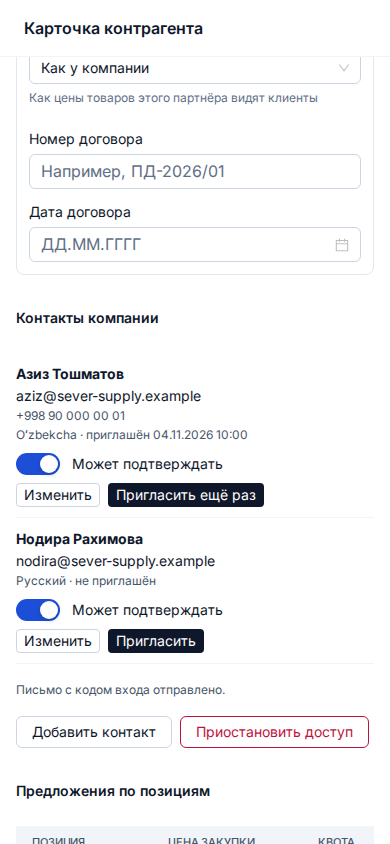 Карточка контрагента
Как у компании
Как цены товаров этого партнёра видят клиенты
Номер договора
Например, ПД-2026/01
Дата договора
ДД.ММ.ГГГГ
Контакты компании
Азиз Тошматов
aziz@sever-supply.example
+998 90 000 00 01
O‘zbekcha · приглашён 04.11.2026 10:00
Может подтверждать
Изменить
Пригласить ещё раз
Нодира Рахимова
nodira@sever-supply.example
Русский · не приглашён
Может подтверждать
Изменить
Пригласить
Письмо с кодом входа отправлено.
Добавить контакт
Приостановить доступ
Предложения по позициям
ПОЗИЦИЯ
ЦЕНА ЗАКУПКИ
КВОТА